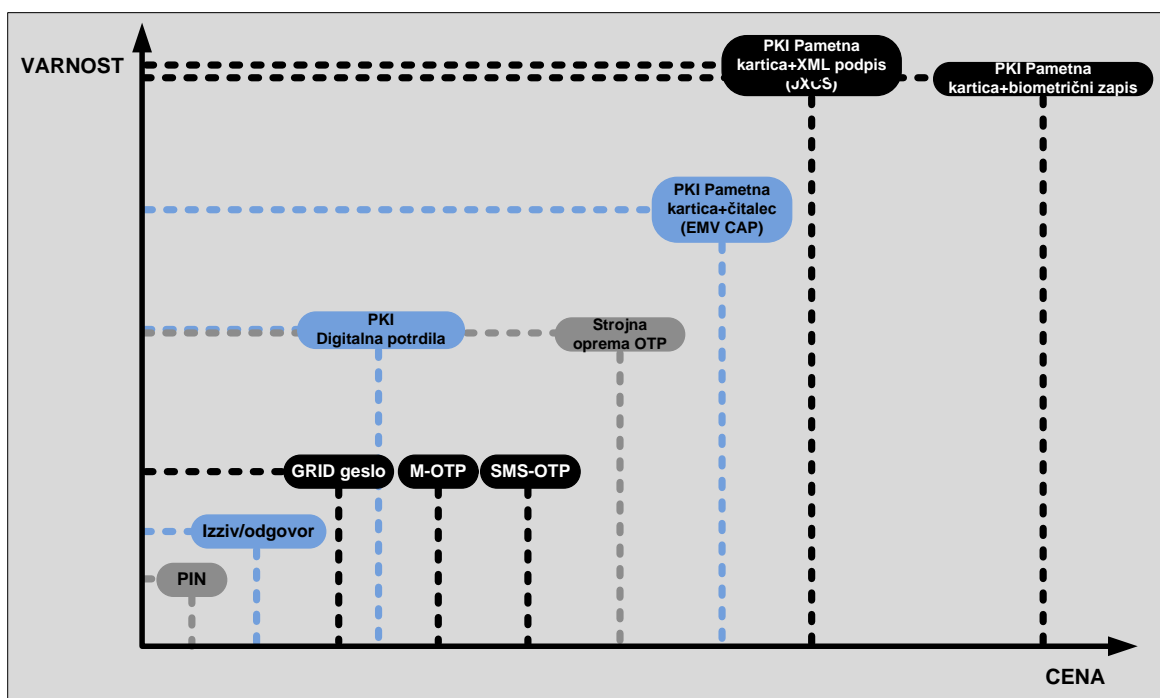 VARNOST
PKI Pametna
kartica+XML podpis
(JXCS)
PKI Pametna
kartica+biometrični zapis
PKI Pametna
kartica+čitalec
(EMV CAP)
PKI
Digitalna potrdila
Strojna
oprema OTP
GRID geslo
M-OTP
SMS-OTP
Izziv/odgovor
PIN
CENA